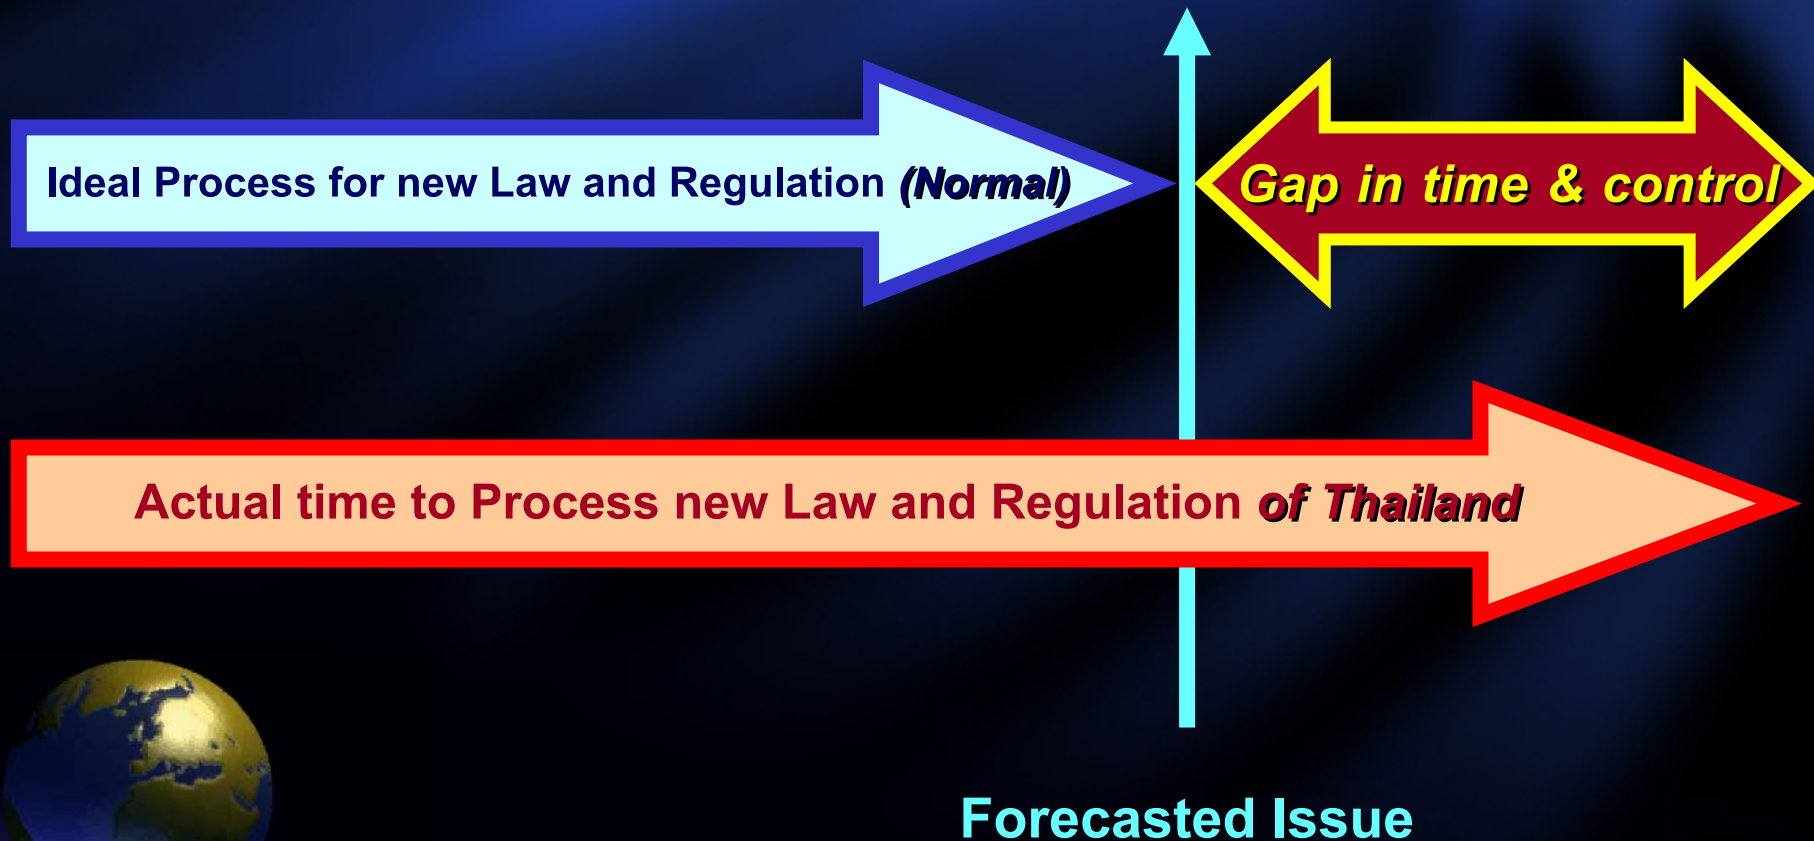 Ideal Process for new Law and Regulation (Normal)
Gap in time & control
Actual time to Process new Law and Regulation of Thailand
Forecasted Issue